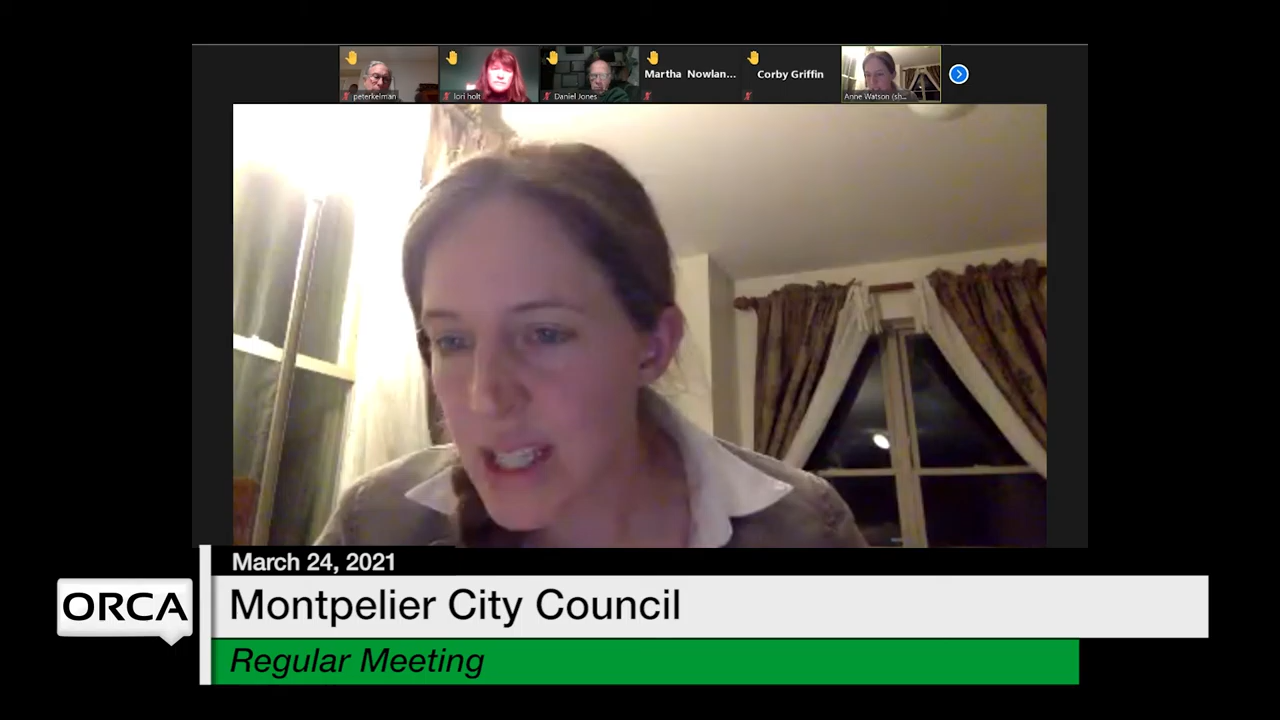 Martha Nowlan...
Corby Griffin
peterkelman
lori holt
Daniel Jones
Anne Watson (sh...
March 24, 2021
ORCA
Montpelier City Council
Regular Meeting